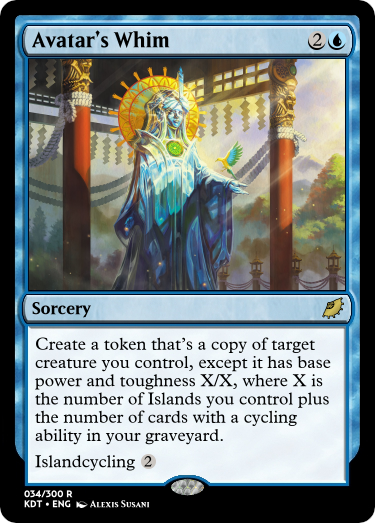 Avatar's Whim 2
Sorcery
Create a token that's a copy of target
creature you control, except it has base
power and toughness X/X, where X is
the number of Islands you control plus
the number of cards with a cycling
ability in your graveyard.
Islandcycling 2
034/300 R
KDT • ENG Alexis Susani